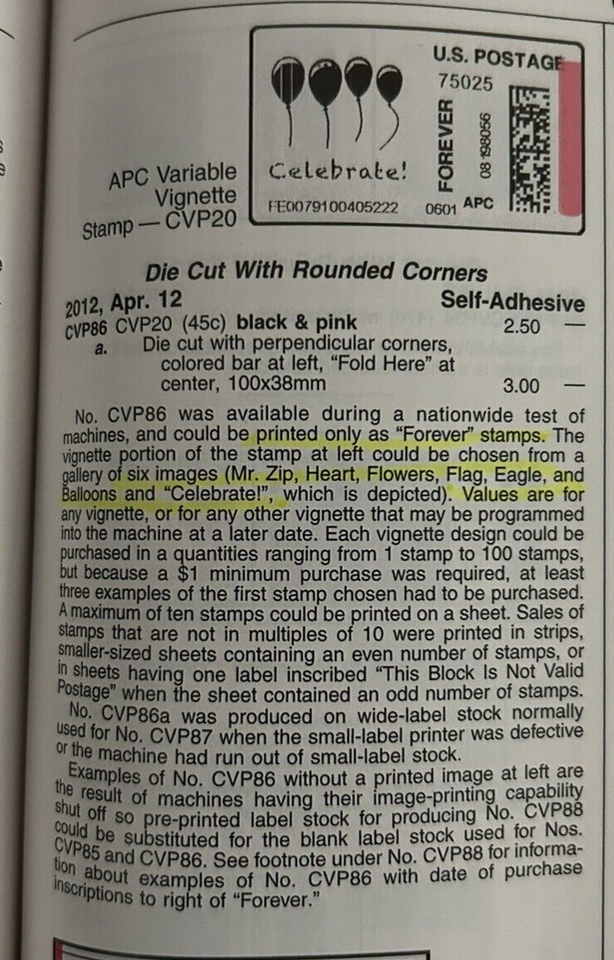 U.S. POSTAGE
75025
FOREVER
08 198056
Celebrate!
FE0079100405222
0601 APC
APC Variable
Vignette
Stamp — CVP20
Die Cut With Rounded Corners
2012, Apr. 12 Self-Adhesive
CVP86 CVP20 (45c) black & pink 2.50 —
a. Die cut with perpendicular corners,
colored bar at left, “Fold Here” at
center, 100x38mm 3.00 —
No. CVP86 was available during a nationwide test of
machines, and could be printed only as “Forever” stamps. The
vignette portion of the stamp at left could be chosen from a
gallery of six images (Mr. Zip, Heart, Flowers, Flag, Eagle, and
Balloons and “Celebrate!”, which is depicted). Values are for
any vignette, or for any other vignette that may be programmed
into the machine at a later date. Each vignette design could be
purchased in a quantities ranging from 1 stamp to 100 stamps,
but because a $1 minimum purchase was required, at least
three examples of the first stamp chosen had to be purchased.
A maximum of ten stamps could be printed on a sheet. Sales of
stamps that are not in multiples of 10 were printed in strips,
smaller-sized sheets containing an even number of stamps, or
in sheets having one label inscribed “This Block Is Not Valid
Postage” when the sheet contained an odd number of stamps.
No. CVP86a was produced on wide-label stock normally
used for No. CVP87 when the small-label printer was defective
or the machine had run out of small-label stock.
Examples of No. CVP86 without a printed image at left are
the result of machines having their image-printing capability
shut off so pre-printed label stock for producing No. CVP88
could be substituted for the blank label stock used for Nos.
CVP85 and CVP86. See footnote under No. CVP88 for informa-
tion about examples of No. CVP86 with date of purchase
inscriptions to right of “Forever.”